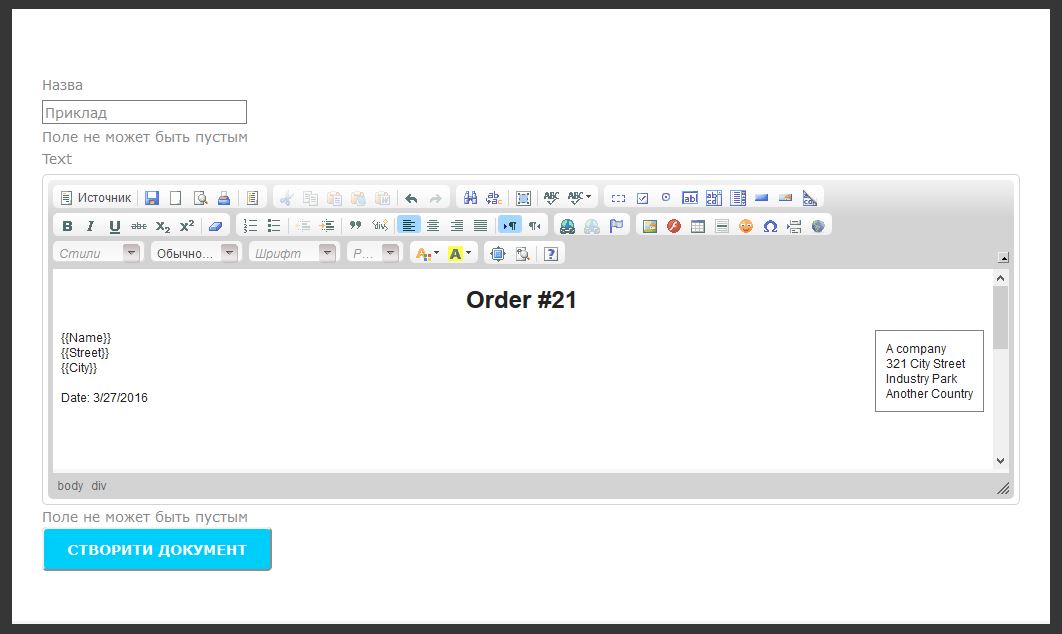 Назва
Приклад
Поле не может быть пустым
Text
Источник
Стили Обычно... Шрифт Р...
Order #21
{{Name}}
{{Street}}
{{City}}
Date: 3/27/2016
A company
321 City Street
Industry Park
Another Country
body div
Поле не может быть пустым
СТВОРИТИ ДОКУМЕНТ